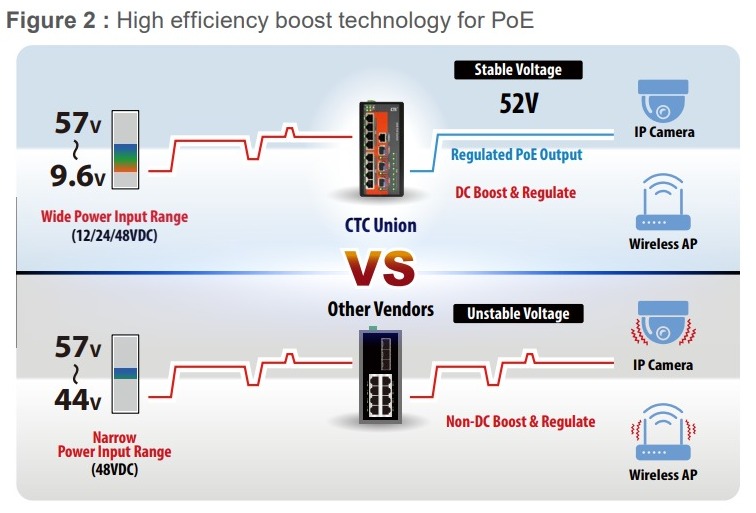 Figure 2 : High efficiency boost technology for PoE
Stable Voltage
57v
~
9.6v
52V
IP Camera
Regulated PoE Output
DC Boost & Regulate
Wide Power Input Range
(12/24/48VDC)
CTC Union
Wireless AP
VS
Other Vendors
Unstable Voltage
57v
~
44v
IP Camera
Non-DC Boost & Regulate
Narrow
Power Input Range
(48VDC)
Wireless AP